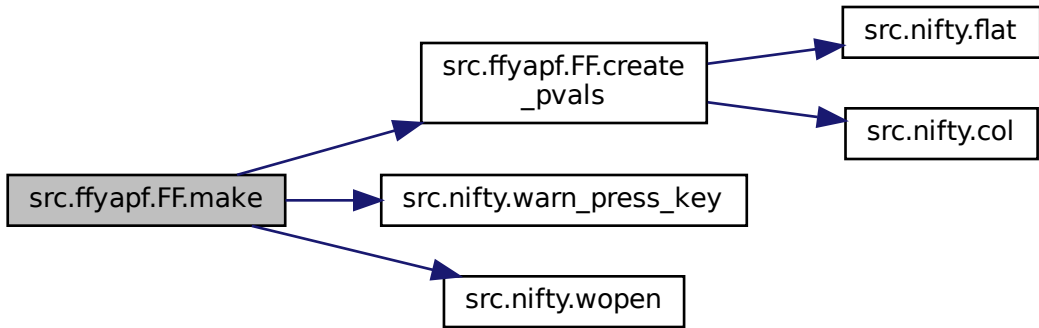 src.ffyapf.FF.make
src.ffyapf.FF.create
_pvals
src.nifty.flat
src.nifty.col
src.nifty.warn_press_key
src.nifty.wopen